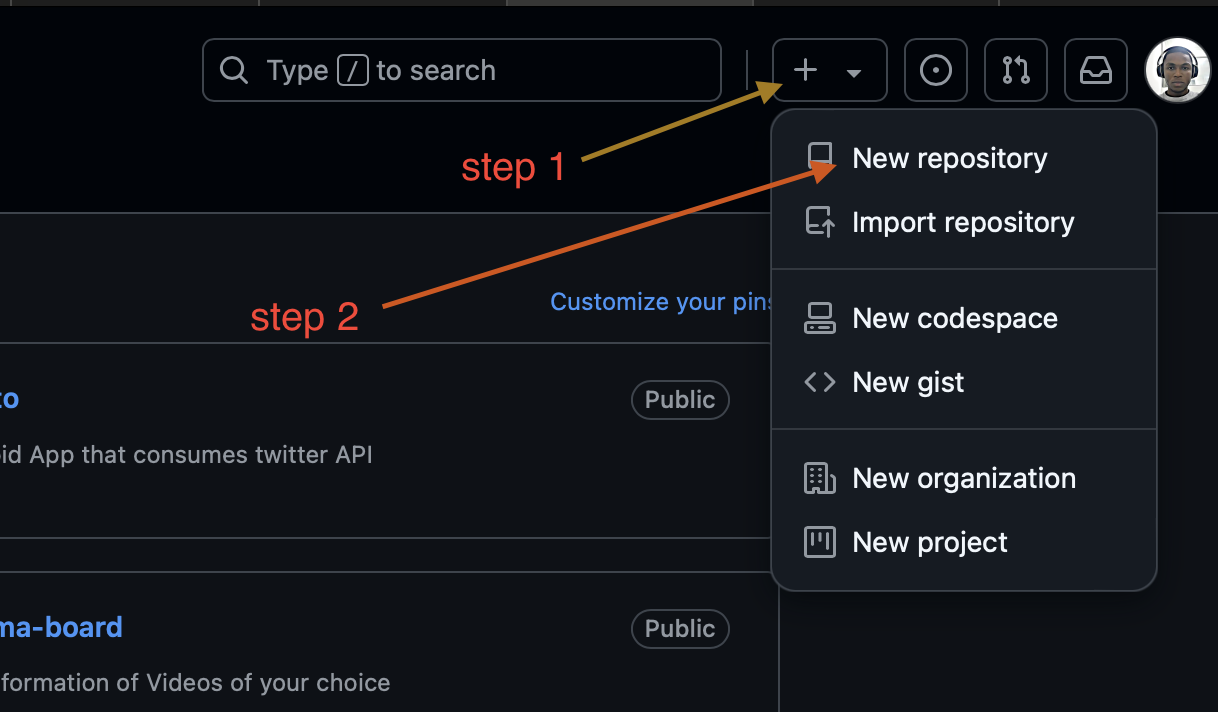 Type / to search
step 1
New repository
Import repository
step 2
Customize your pins
New codespace
New gist
to
Public
id App that consumes twitter API
New organization
New project
ma-board
Public
formation of Videos of your choice